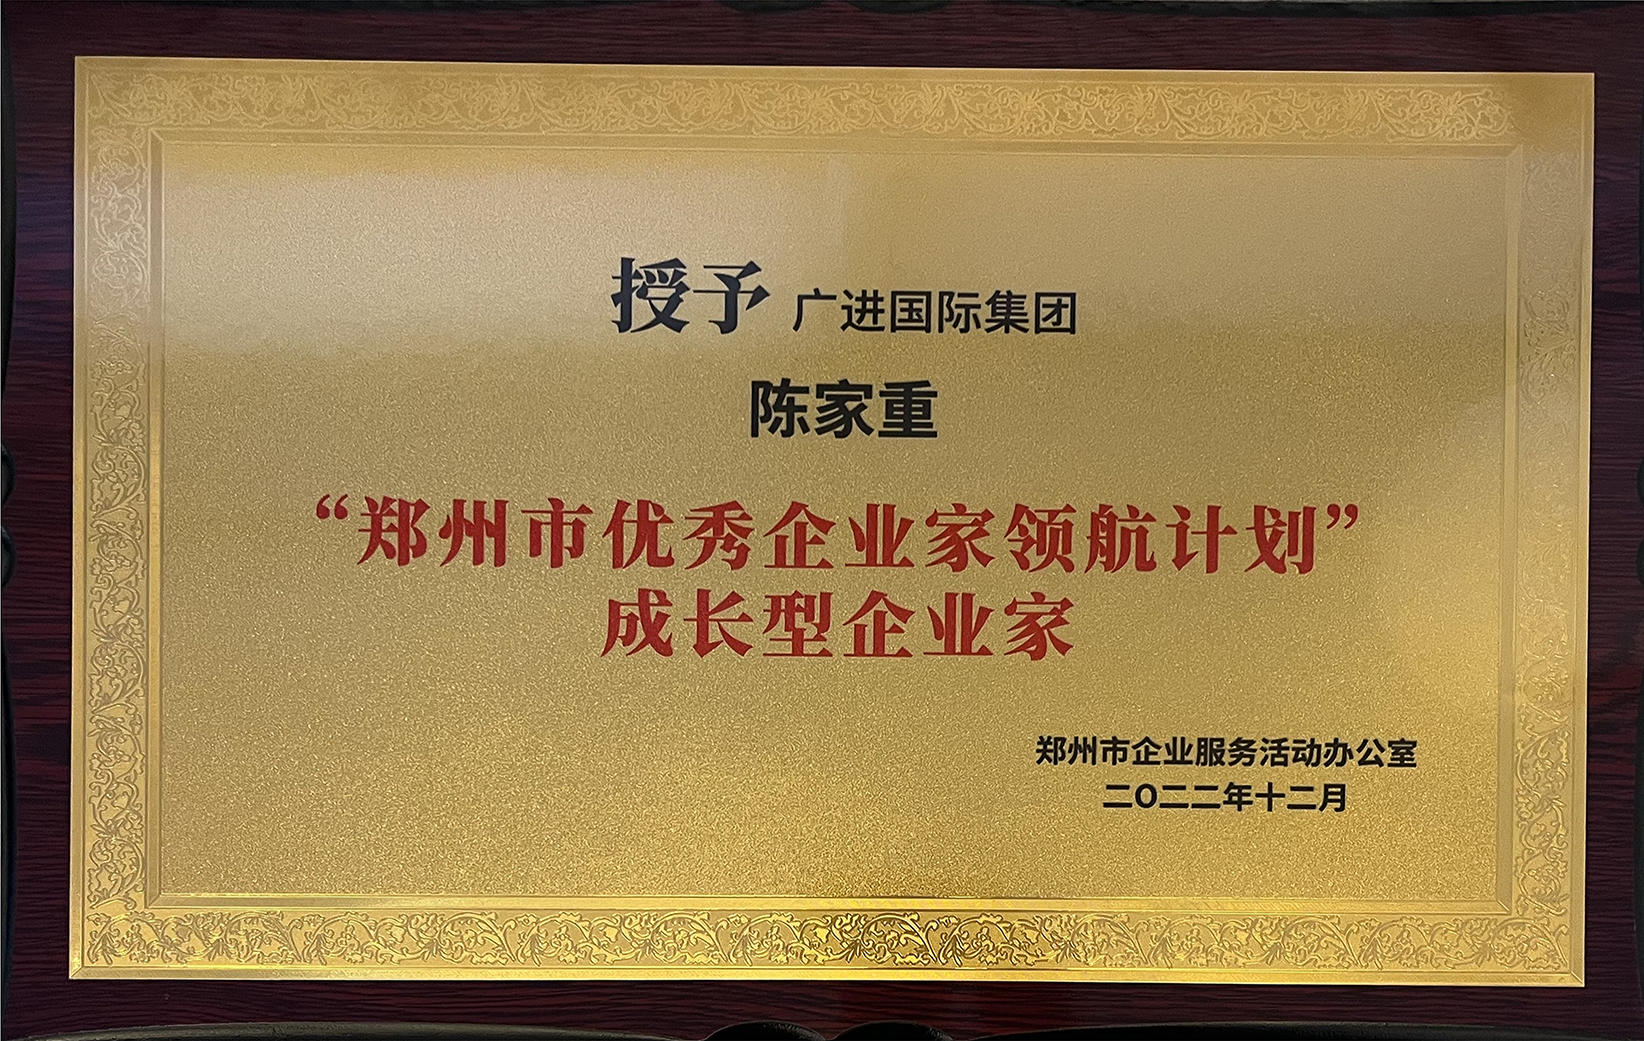 授予 广进国际集团
陈家重
“郑州市优秀企业家领航计划”
成长型企业家
郑州市企业服务活动办公室
二〇二二年十二月